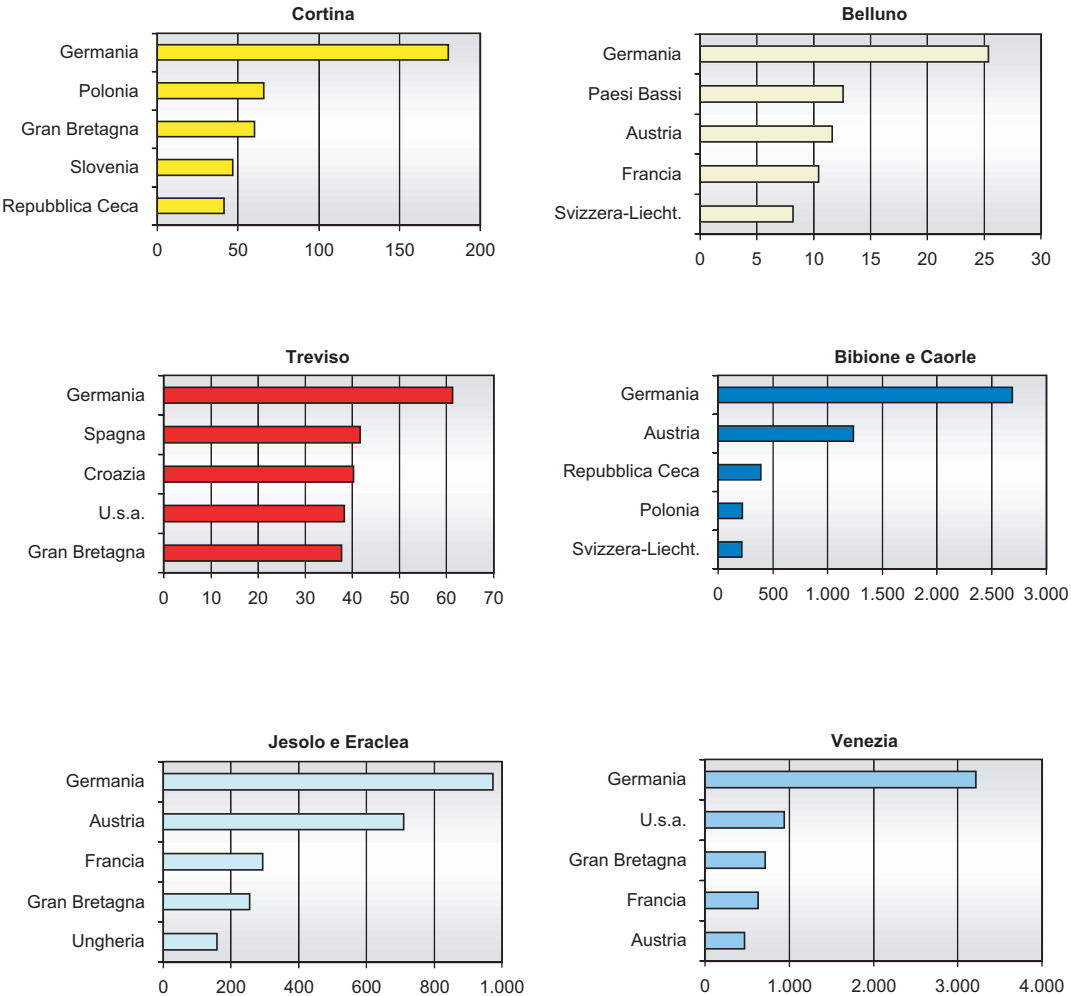 Cortina
Germania
Polonia
Gran Bretagna
Slovenia
Repubblica Ceca
0 50 100 150 200
Belluno
Germania
Paesi Bassi
Austria
Francia
Svizzera-Liecht.
0 5 10 15 20 25 30
Treviso
Germania
Spagna
Croazia
U.s.a.
Gran Bretagna
0 10 20 30 40 50 60 70
Bibione e Caorle
Germania
Austria
Repubblica Ceca
Polonia
Svizzera-Liecht.
0 500 1.000 1.500 2.000 2.500 3.000
Jesolo e Eraclea
Germania
Austria
Francia
Gran Bretagna
Ungheria
0 200 400 600 800 1.000
Venezia
Germania
U.s.a.
Gran Bretagna
Francia
Austria
0 1.000 2.000 3.000 4.000